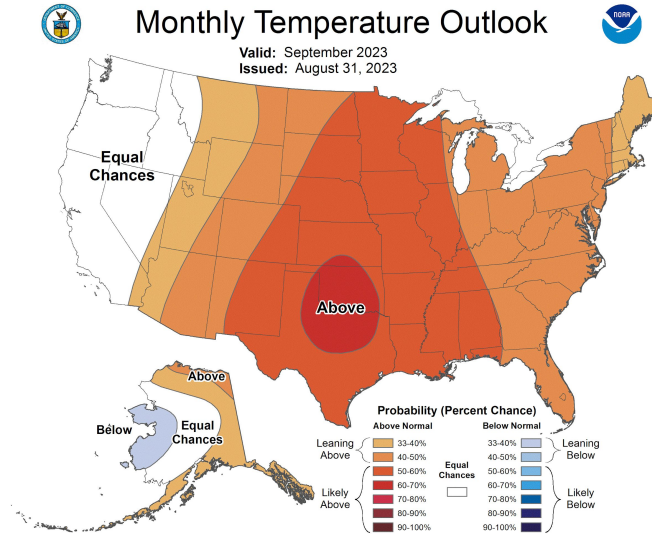 Monthly Temperature Outlook
NOAA
Valid: September 2023
Issued: August 31, 2023
Equal
Chances
Above
Above
Below
Equal
Chances
Probability (Percent Chance)
Above Normal
Below Normal
Leaning
Above
33-40%
40-50%
Likely
Above
50-60%
60-70%
70-80%
80-90%
90-100%
Equal
Chances
33-40%
40-50%
Leaning
Below
50-60%
60-70%
70-80%
80-90%
90-100%
Likely
Below